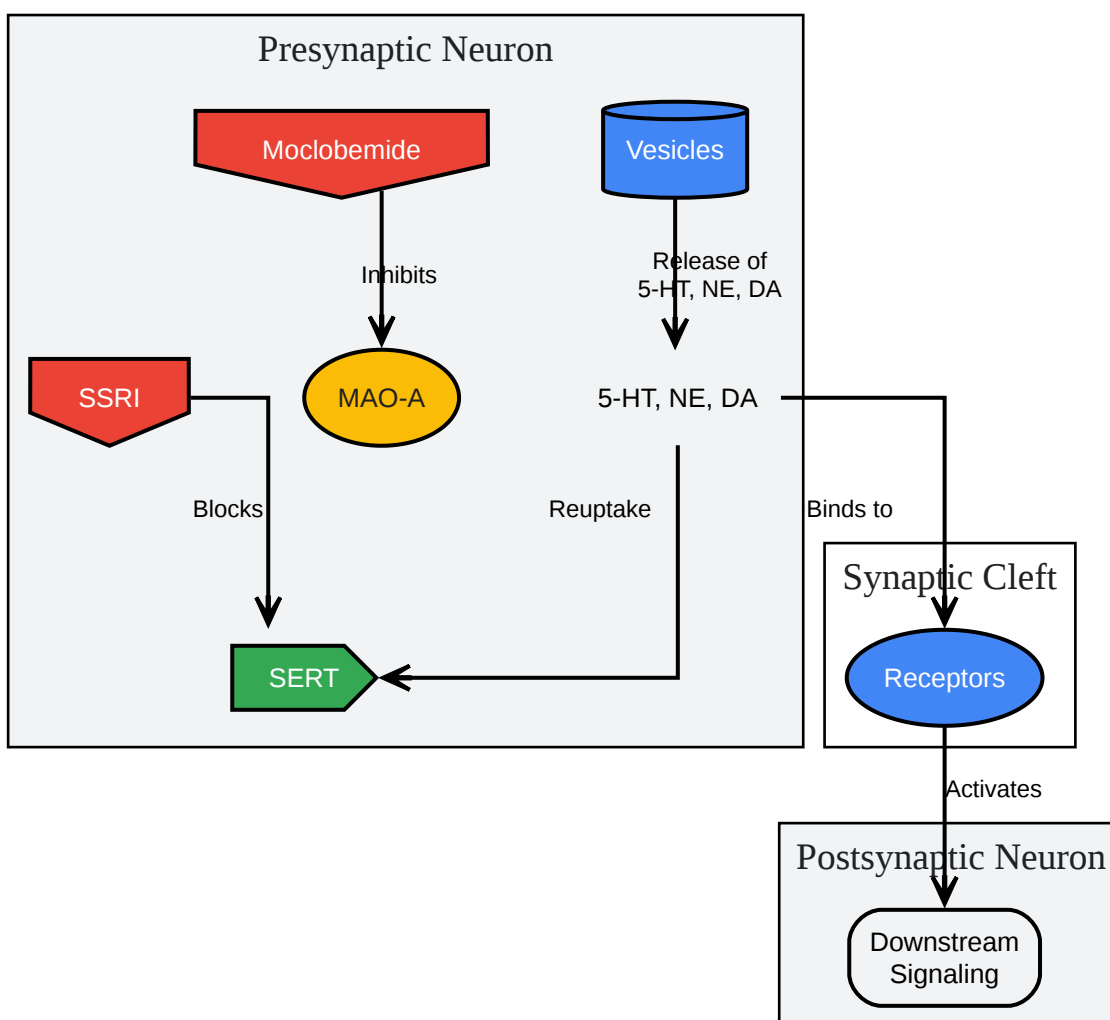 Presynaptic Neuron
Moclobemide
Vesicles
Inhibits
Release of
5-HT, NE, DA
SSRI
MAO-A
5-HT, NE, DA
Blocks
Reuptake
Binds to
Synaptic Cleft
SERT
Receptors
Activates
Postsynaptic Neuron
Downstream
Signaling